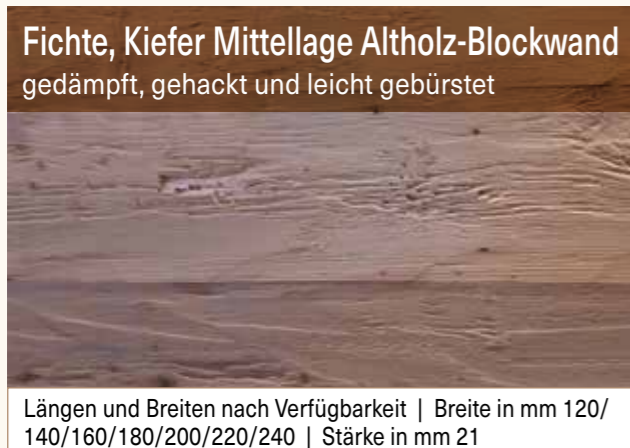 Fichte, Kiefer Mittellage Altholz-Blockwand
gedämpft, gehackt und leicht gebürstet
Längen und Breiten nach Verfügbarkeit | Breite in mm 120/
140/160/180/200/220/240 | Stärke in mm 21